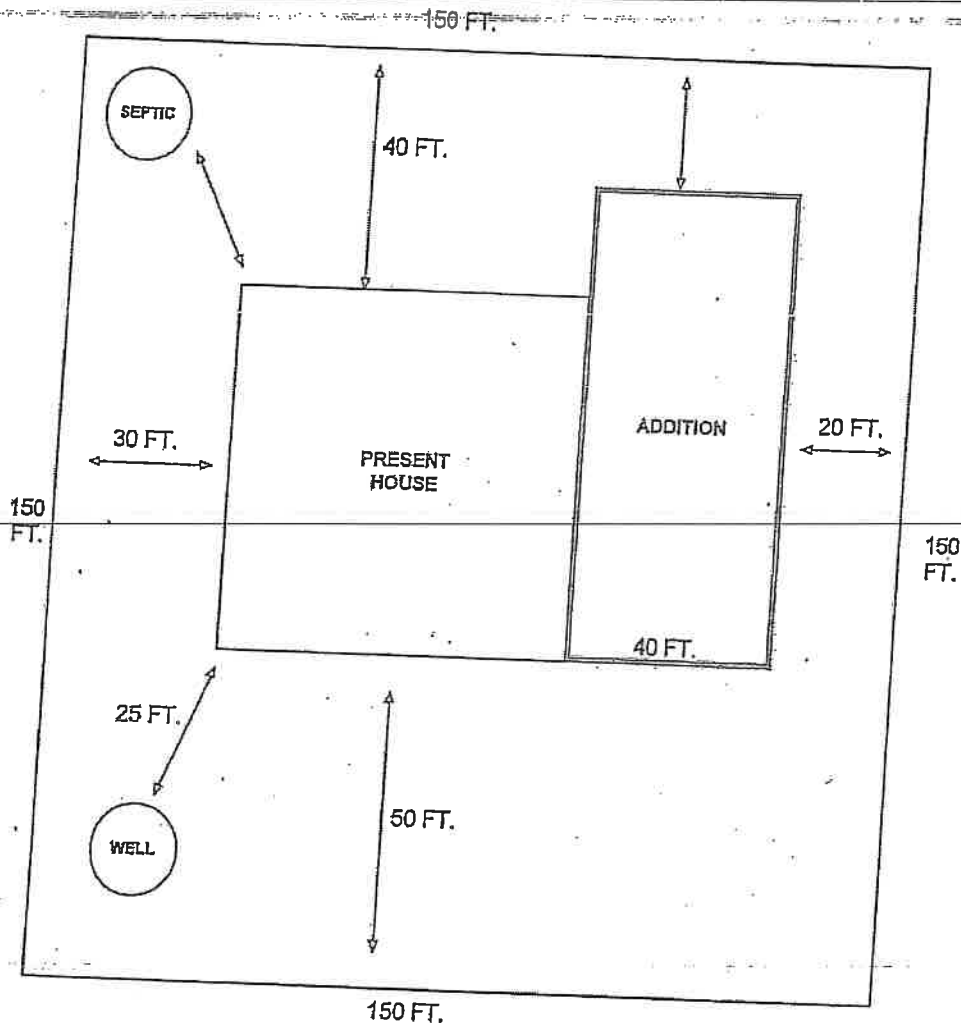 150 FT.
SEPTIC
40 FT.
30 FT.
PRESENT
HOUSE
ADDITION
20 FT.
150
FT.
150
FT.
40 FT.
25 FT.
50 FT.
WELL
150 FT.